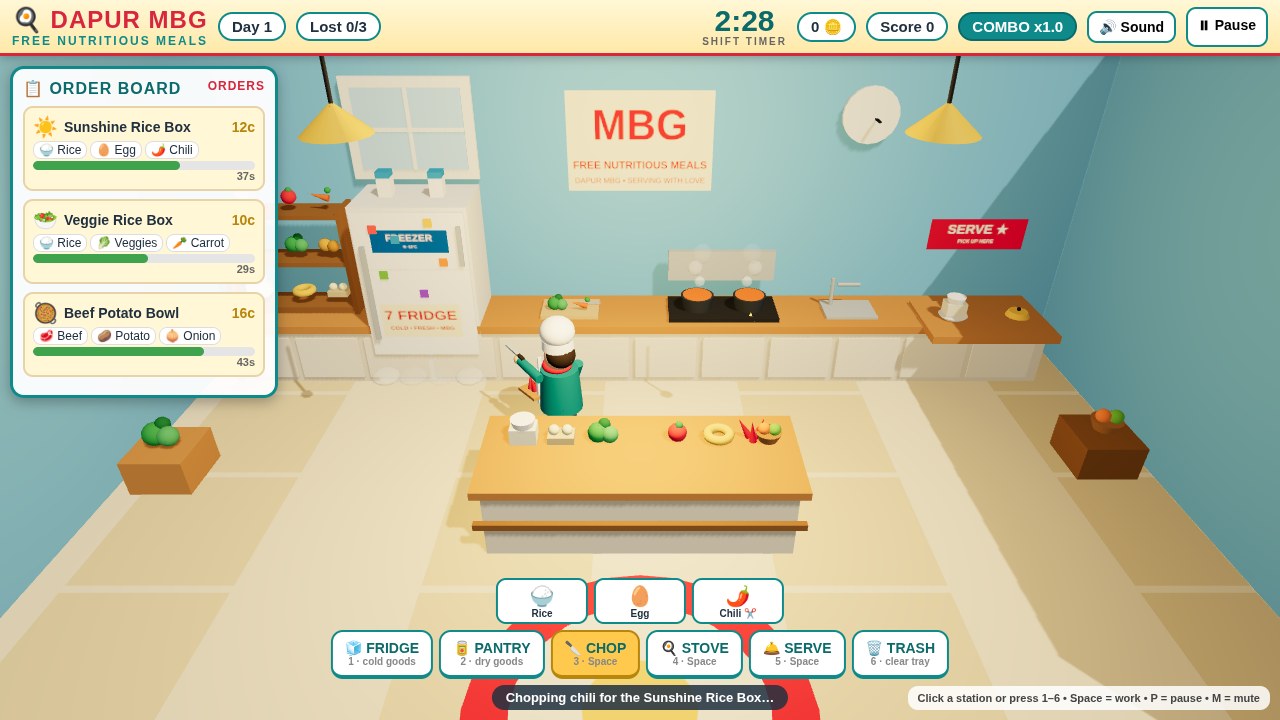 DAPUR MBG
FREE NUTRITIOUS MEALS
Day 1
Lost 0/3
2:28
SHIFT TIMER
0
Score 0
COMBO x1.0
Sound
Pause
ORDER BOARD
ORDERS
Sunshine Rice Box
12c
Rice
Egg
Chili
37s
Veggie Rice Box
10c
Rice
Veggies
Carrot
29s
Beef Potato Bowl
16c
Beef
Potato
Onion
43s
MBG
FREE NUTRITIOUS MEALS
DAPUR MBG • SERVING WITH LOVE
7 FRIDGE
COLD • FRESH • MBG
SERVE ★
PICK UP HERE
Rice
Egg
Chili
FRIDGE
1 · cold goods
PANTRY
2 · dry goods
CHOP
3 · Space
STOVE
4 · Space
SERVE
5 · Space
TRASH
6 · clear tray
Chopping chili for the Sunshine Rice Box…
Click a station or press 1–6 • Space = work • P = pause • M = mute